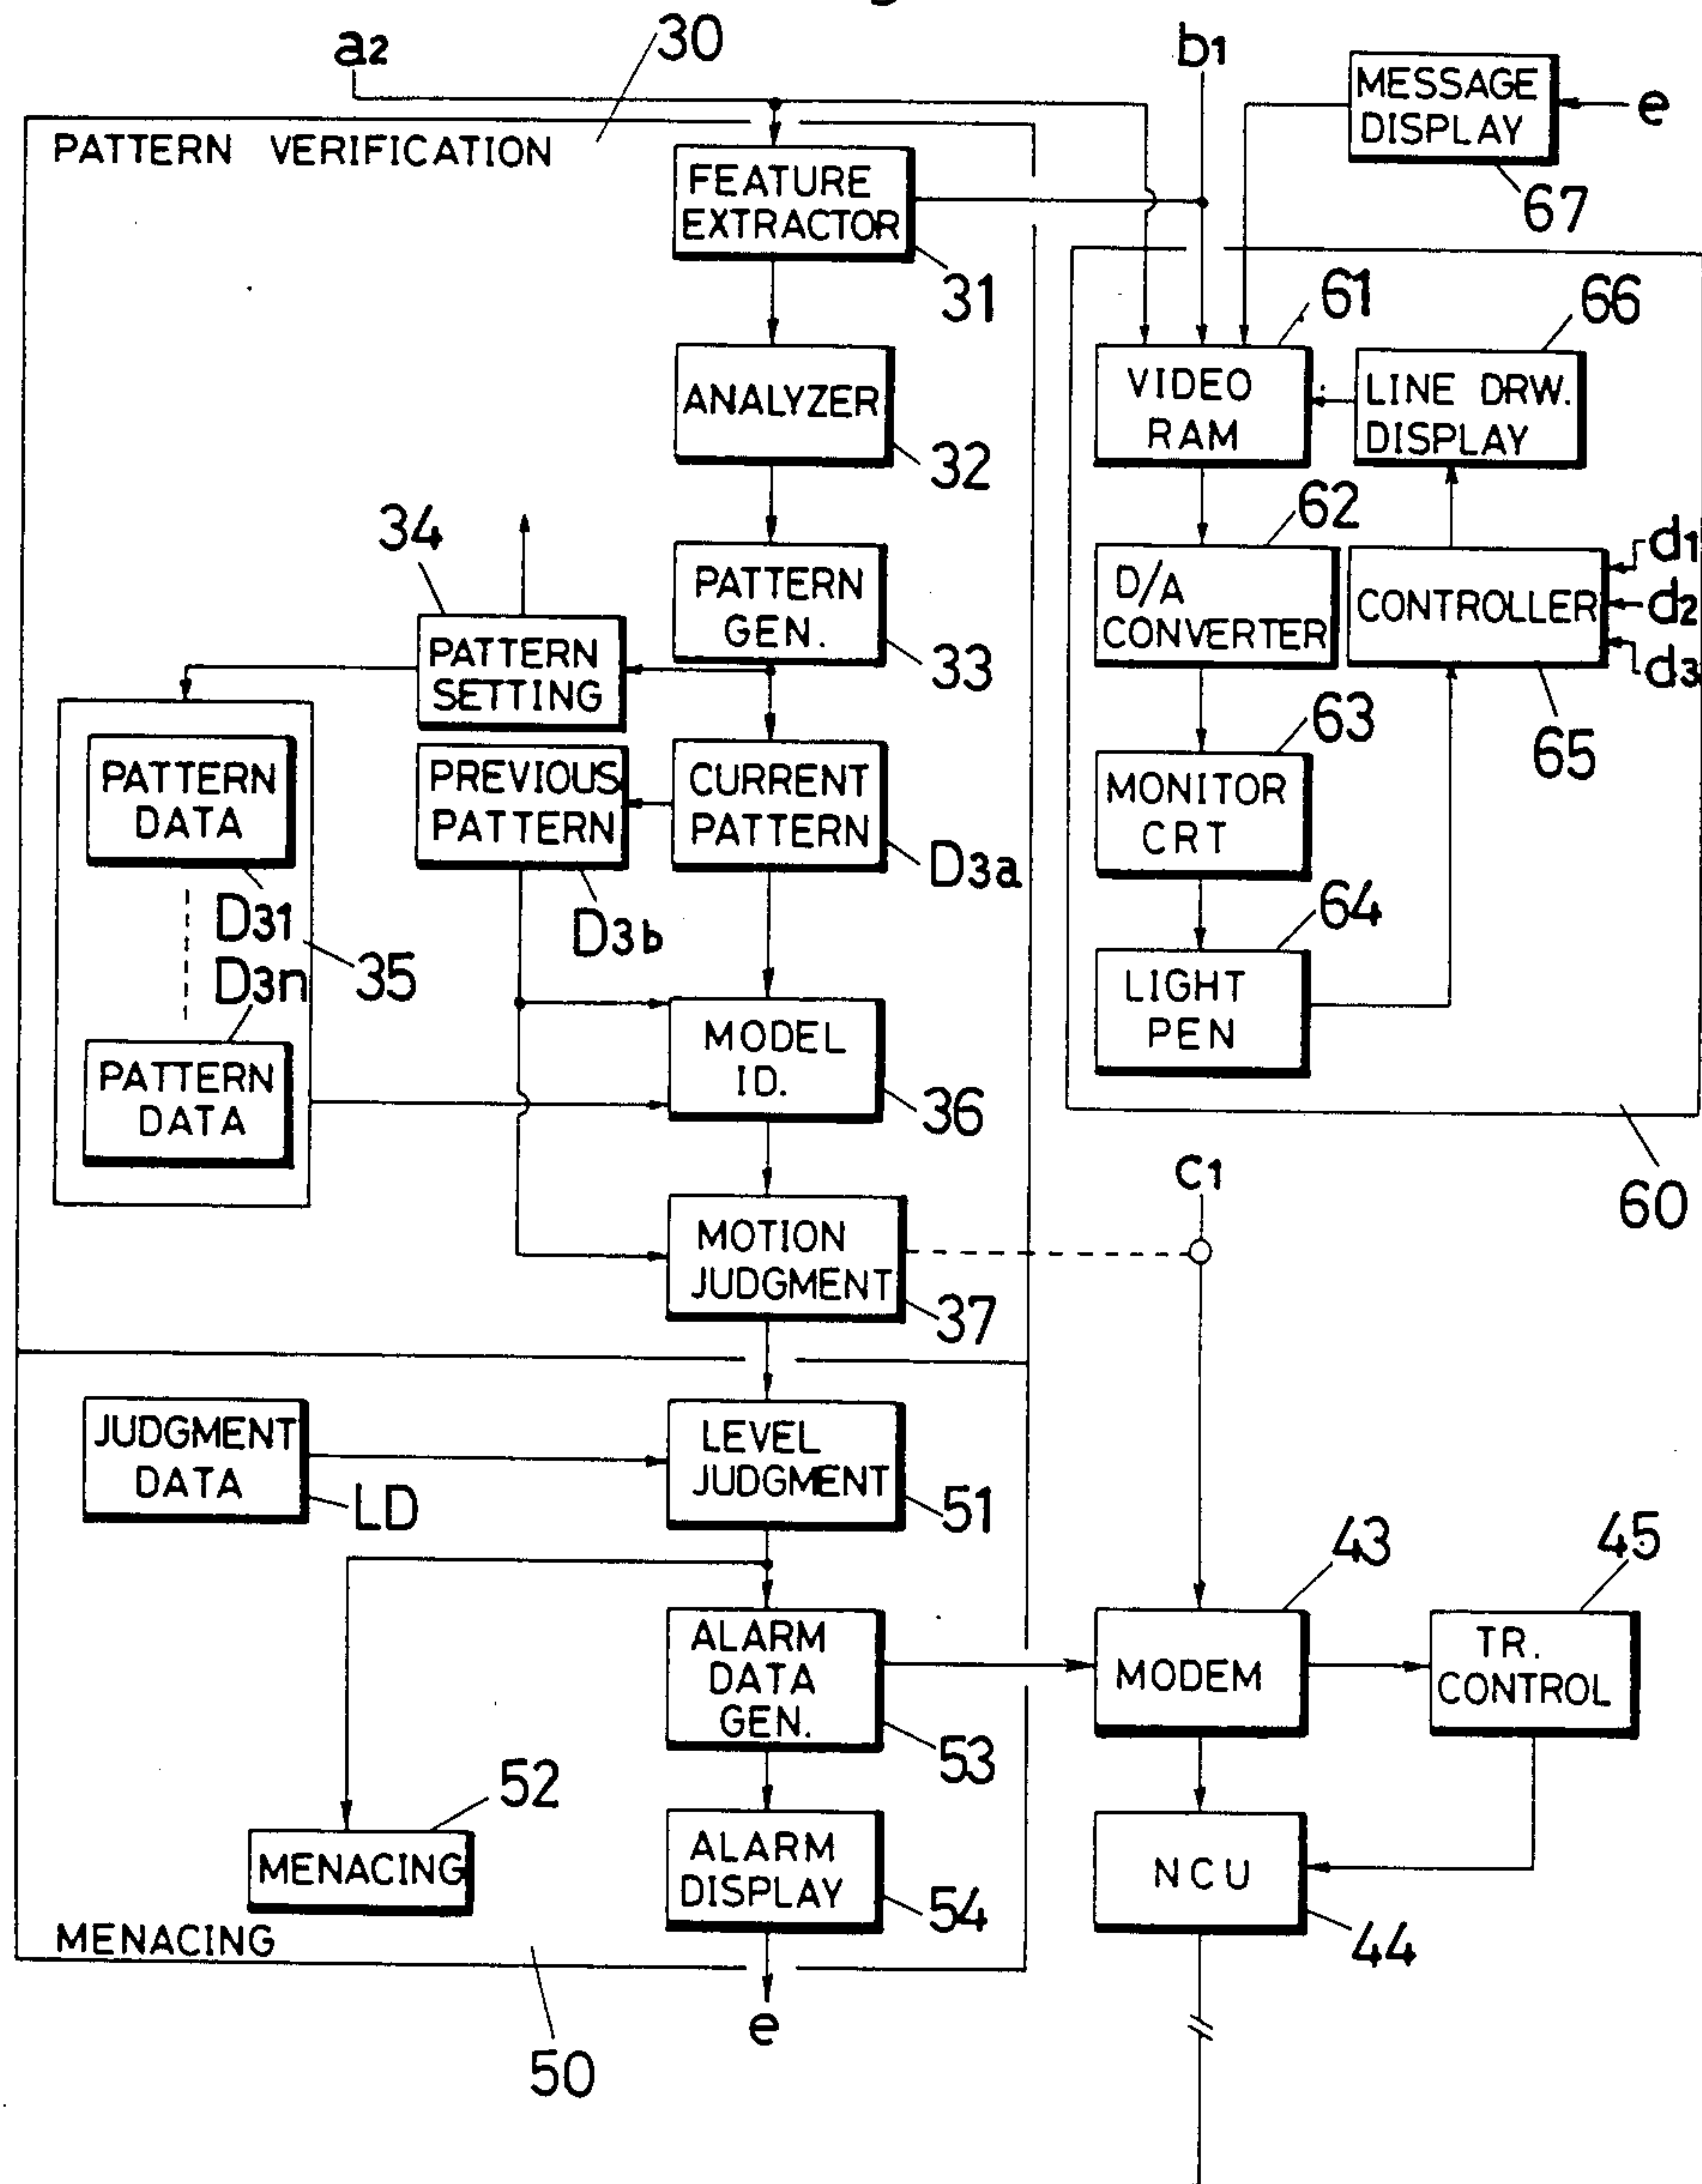 a2
30
b1
MESSAGE
DISPLAY
e
67
PATTERN VERIFICATION
FEATURE
EXTRACTOR
31
61
66
ANALYZER
32
VIDEO
RAM
LINE DRW.
DISPLAY
34
62
PATTERN
GEN.
33
D/A
CONVERTER
CONTROLLER
d1
d2
d3
65
PATTERN
SETTING
63
PATTERN
DATA
PREVIOUS
PATTERN
CURRENT
PATTERN
D3a
MONITOR
CRT
D31
D3b
64
35
D3n
LIGHT
PEN
MODEL
ID.
36
PATTERN
DATA
C1
60
MOTION
JUDGMENT
37
JUDGMENT
DATA
LD
LEVEL
JUDGMENT
51
43
45
ALARM
DATA
GEN.
53
MODEM
TR.
CONTROL
52
MENACING
ALARM
DISPLAY
54
NCU
44
MENACING
e
50